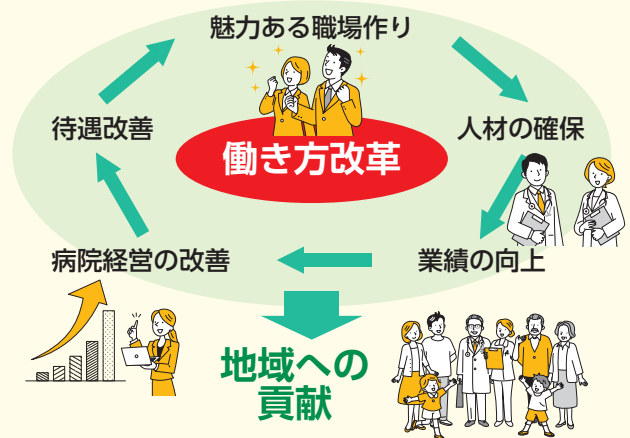 魅力ある職場作り
待遇改善
人材の確保
働き方改革
病院経営の改善
業績の向上
地域への
貢献